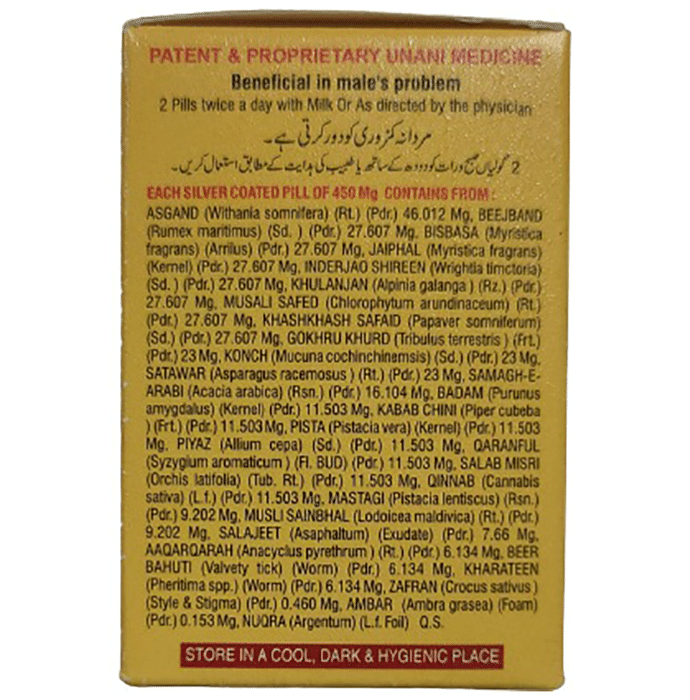 PATENT & PROPRIETARY UNANI MEDICINE
Beneficial in male's problem
2 Pills twice a day with Milk Or As directed by the physician
مردانہ کمزوری کو دور کرتی ہے۔
2 گولیاں صبح ورات کو دودھ کے ساتھ یا طبیب کی ہدایت کے مطابق استعمال کریں۔
EACH SILVER COATED PILL OF 450 Mg CONTAINS FROM :
ASGAND (Withania somnifera) (Rt.) (Pdr.) 46.012 Mg, BEEJBAND
(Rumex maritimus) (Sd. ) (Pdr.) 27.607 Mg, BISBASA (Myristica
fragrans) (Arrilus) (Pdr.) 27.607 Mg, JAIPHAL (Myristica fragrans)
(Kernel) (Pdr.) 27.607 Mg, INDERJAO SHIREEN (Wrightia timctoria)
(Sd. ) (Pdr.) 27.607 Mg, KHULANJAN (Alpinia galanga ) (Rz.) (Pdr.)
27.607 Mg, MUSALI SAFED (Chlorophytum arundinaceum) (Rt.)
(Pdr.) 27.607 Mg, KHASHKHASH SAFAID (Papaver somniferum)
(Sd.) (Pdr.) 27.607 Mg, GOKHRU KHURD (Tribulus terrestris ) (Frt.)
(Pdr.) 23 Mg, KONCH (Mucuna cochinchinemsis) (Sd.) (Pdr.) 23 Mg,
SATAWAR (Asparagus racemosus ) (Rt.) (Pdr.) 23 Mg, SAMAGH-E-
ARABI (Acacia arabica) (Rsn.) (Pdr.) 16.104 Mg, BADAM (Purunus
amygdalus) (Kernel) (Pdr.) 11.503 Mg, KABAB CHINI (Piper cubeba
) (Frt.) (Pdr.) 11.503 Mg, PISTA (Pistacia vera) (Kernel) (Pdr.) 11.503
Mg, PIYAZ (Allium cepa) (Sd.) (Pdr.) 11.503 Mg, QARANFUL
(Syzygium aromaticum ) (Fl. BUD) (Pdr.) 11.503 Mg, SALAB MISRI
(Orchis latifolia) (Tub. Rt.) (Pdr.) 11.503 Mg, QINNAB (Cannabis
sativa) (L.f.) (Pdr.) 11.503 Mg, MASTAGI (Pistacia lentiscus) (Rsn.)
(Pdr.) 9.202 Mg, MUSLI SAINBHAL (Lodoicea maldivica) (Rt.) (Pdr.)
9.202 Mg, SALAJEET (Asaphaltum) (Exudate) (Pdr.) 7.66 Mg,
AAQARQARAH (Anacyclus pyrethrum ) (Rt.) (Pdr.) 6.134 Mg, BEER
BAHUTI (Valvety tick) (Worm) (Pdr.) 6.134 Mg, KHARATEEN
(Pheritima spp.) (Worm) (Pdr.) 6.134 Mg, ZAFRAN (Crocus sativus )
(Style & Stigma) (Pdr.) 0.460 Mg, AMBAR (Ambra grasea) (Foam)
(Pdr.) 0.153 Mg, NUQRA (Argentum) (L.f. Foil) Q.S.
STORE IN A COOL, DARK & HYGIENIC PLACE